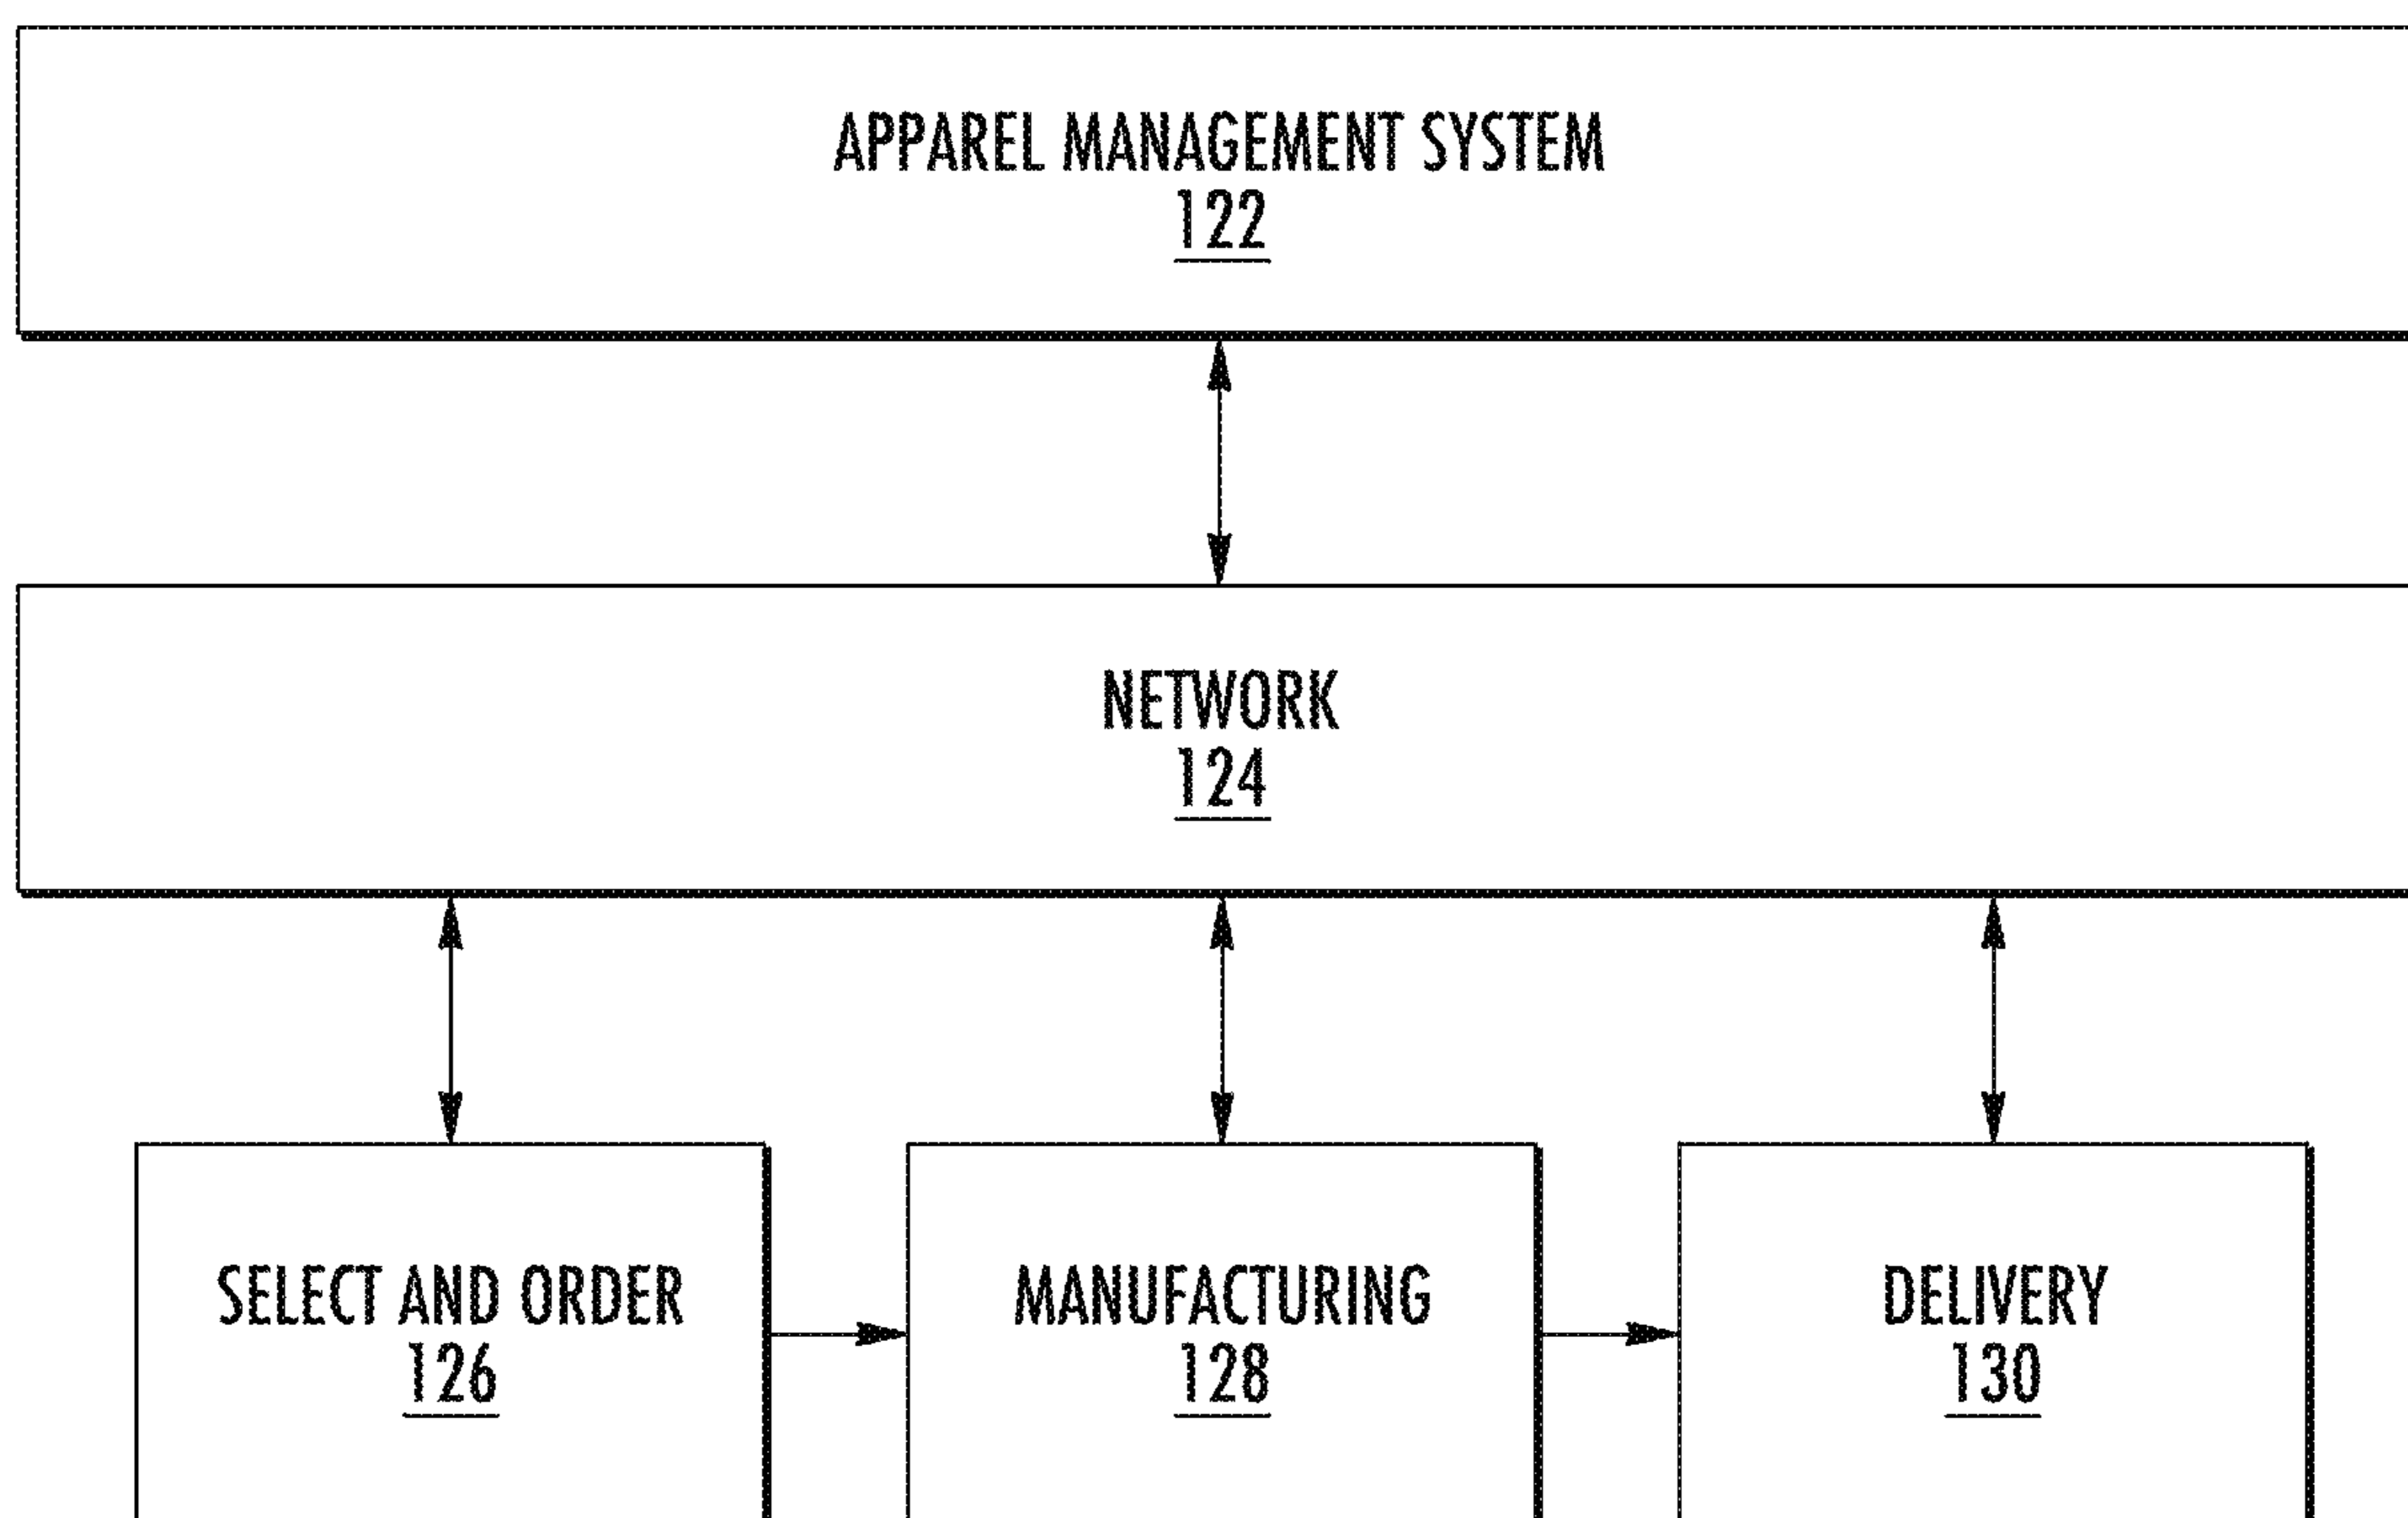 APPAREL MANAGEMENT SYSTEM
122
NETWORK
124
SELECT AND ORDER
126
MANUFACTURING
128
DELIVERY
130